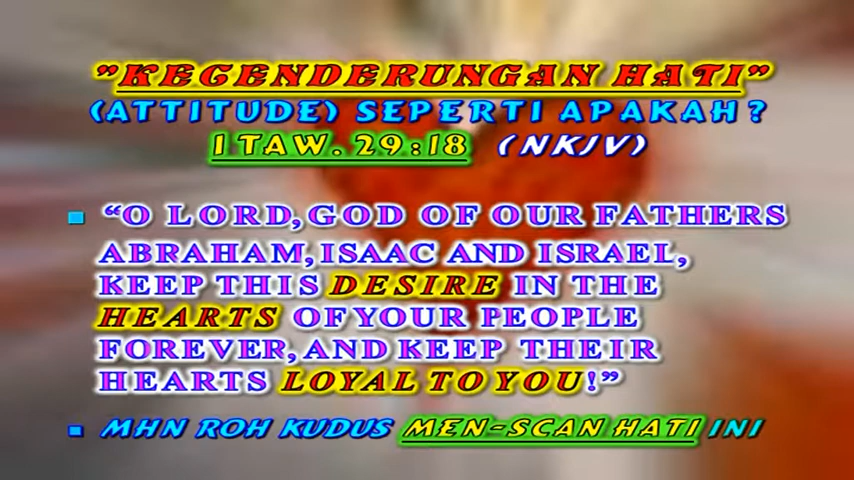 "KECENDERUNGAN HATI"
(ATTITUDE) SEPERTI APAKAH?
1 TAW. 29:18 (NKJV)
“O LORD, GOD OF OUR FATHERS
ABRAHAM, ISAAC AND ISRAEL,
KEEP THIS DESIRE IN THE
HEARTS OF YOUR PEOPLE
FOREVER, AND KEEP THEIR
HEARTS LOYAL TO YOU!”
MHN ROH KUDUS MEN-SCAN HATI INI